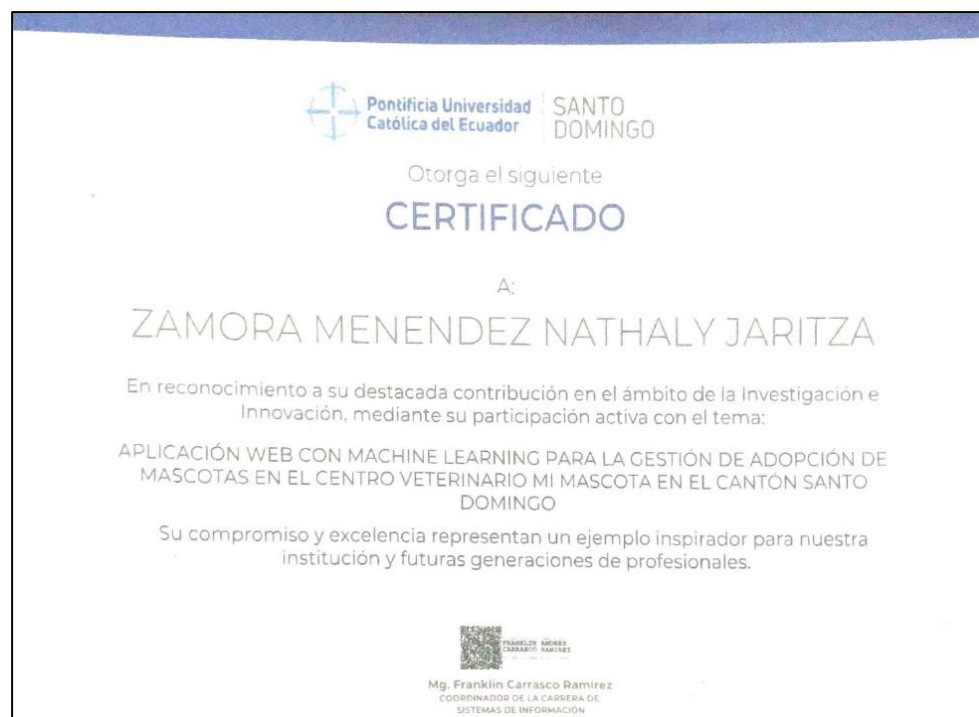 Pontificia Universidad
Católica del Ecuador
SANTO
DOMINGO
Otorga el siguiente
CERTIFICADO
A:
ZAMORA MENENDEZ NATHALY JARITZA
En reconocimiento a su destacada contribución en el ámbito de la Investigación e
Innovación, mediante su participación activa con el tema:
APLICACIÓN WEB CON MACHINE LEARNING PARA LA GESTIÓN DE ADOPCIÓN DE
MASCOTAS EN EL CENTRO VETERINARIO MI MASCOTA EN EL CANTÓN SANTO
DOMINGO
Su compromiso y excelencia representan un ejemplo inspirador para nuestra
institución y futuras generaciones de profesionales.
FRANKLIN ANDRES
CARRASCO RAMIREZ
Mg. Franklin Carrasco Ramírez
COORDINADOR DE LA CARRERA DE
SISTEMAS DE INFORMACIÓN